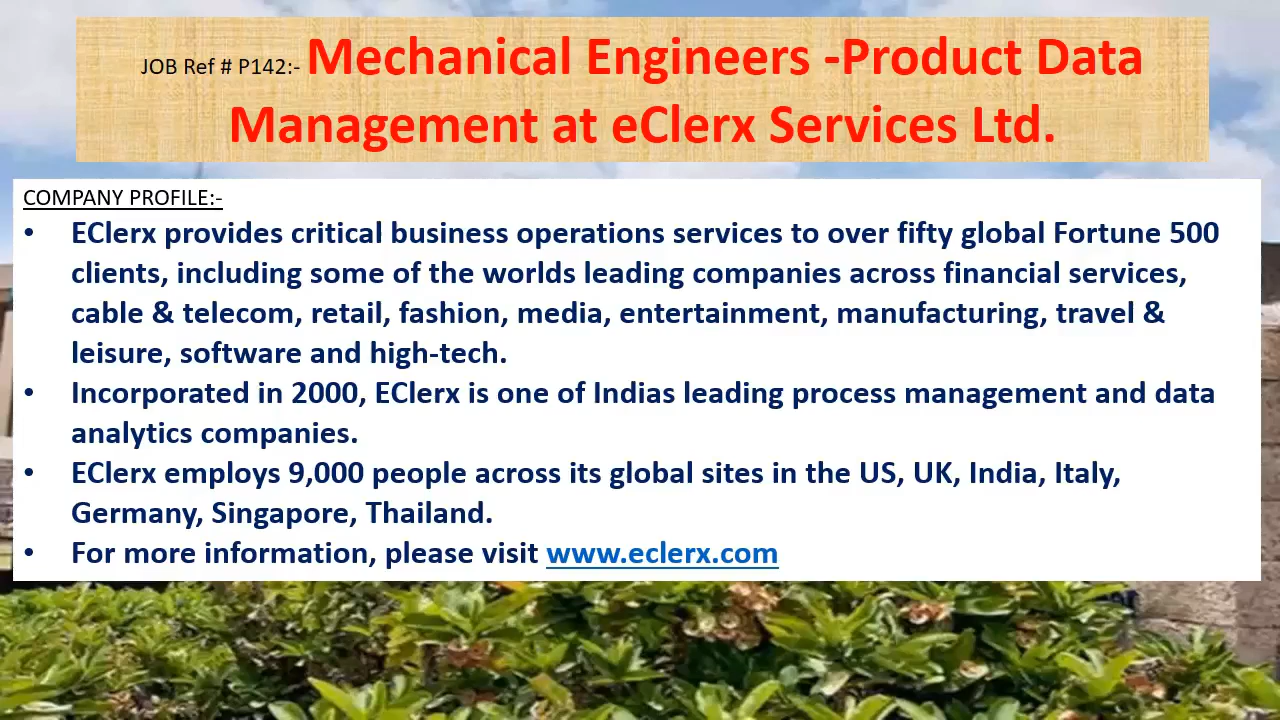 JOB Ref # P142:- Mechanical Engineers -Product Data
Management at eClerx Services Ltd.
COMPANY PROFILE:-
• EClerx provides critical business operations services to over fifty global Fortune 500
clients, including some of the worlds leading companies across financial services,
cable & telecom, retail, fashion, media, entertainment, manufacturing, travel &
leisure, software and high-tech.
• Incorporated in 2000, EClerx is one of Indias leading process management and data
analytics companies.
• EClerx employs 9,000 people across its global sites in the US, UK, India, Italy,
Germany, Singapore, Thailand.
• For more information, please visit www.eclerx.com